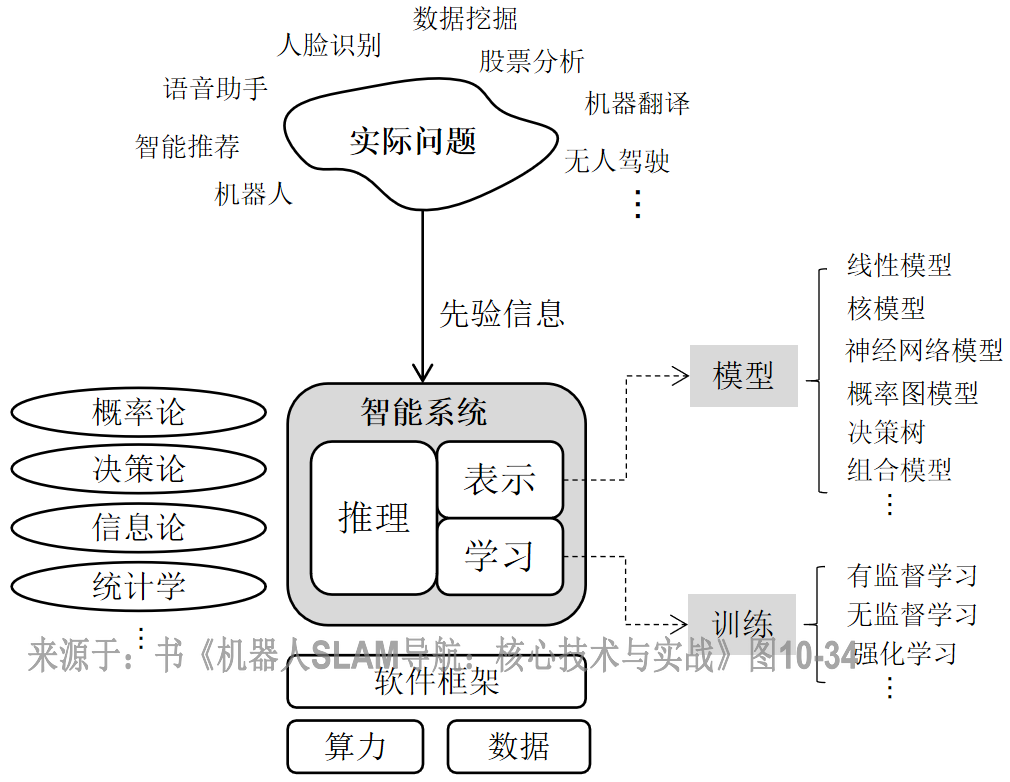 数据挖掘
人脸识别
股票分析
语音助手
机器翻译
实际问题
智能推荐
无人驾驶
机器人
⋮
先验信息
线性模型
核模型
神经网络模型
模型
概率图模型
决策树
组合模型
⋮
智能系统
推理
表示
学习
概率论
决策论
信息论
统计学
⋮
有监督学习
无监督学习
训练
强化学习
⋮
来源于：书《机器人SLAM导航：核心技术与实战》图10-34
软件框架
算力
数据